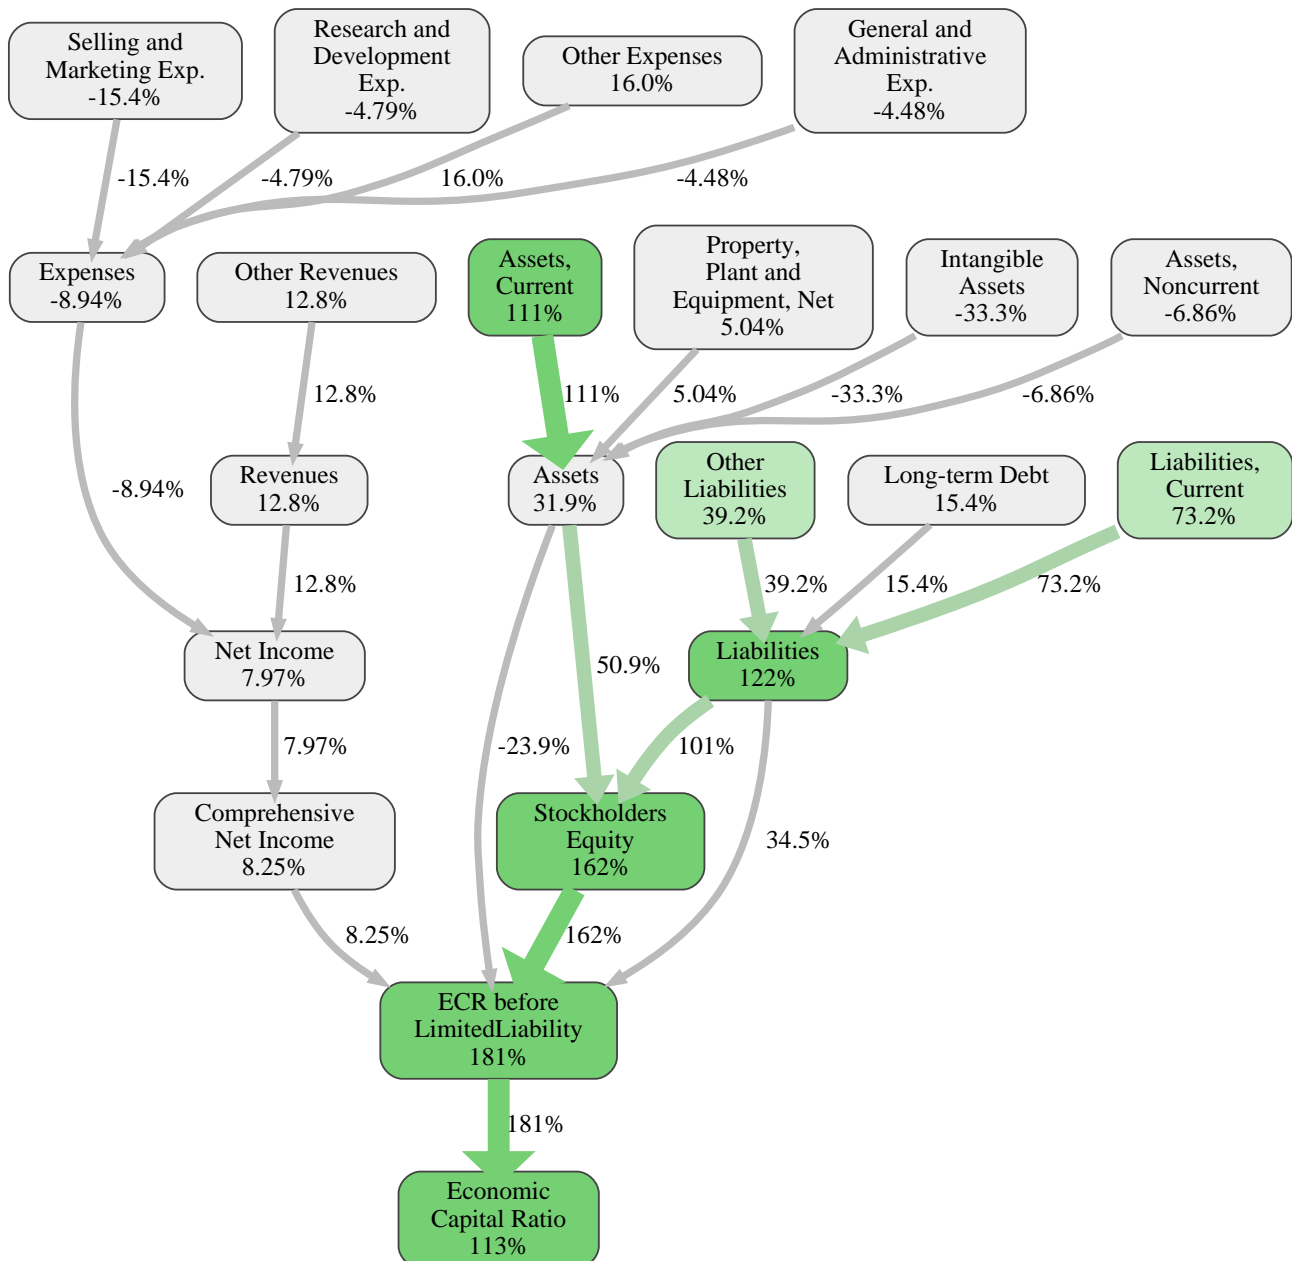 Selling and
Marketing Exp.
-15.4%
Research and
Development
Exp.
-4.79%
Other Expenses
16.0%
General and
Administrative
Exp.
-4.48%
-15.4%
-4.79%
16.0%
-4.48%
Expenses
-8.94%
Other Revenues
12.8%
Assets,
Current
111%
Property,
Plant and
Equipment, Net
5.04%
Intangible
Assets
-33.3%
Assets,
Noncurrent
-6.86%
12.8%
111%
5.04%
-33.3%
-6.86%
-8.94%
Revenues
12.8%
Assets
31.9%
Other
Liabilities
39.2%
Long-term Debt
15.4%
Liabilities,
Current
73.2%
12.8%
39.2%
15.4%
73.2%
Net Income
7.97%
50.9%
Liabilities
122%
7.97%
-23.9%
101%
Comprehensive
Net Income
8.25%
Stockholders
Equity
162%
34.5%
8.25%
162%
ECR before
LimitedLiability
181%
181%
Economic
Capital Ratio
113%